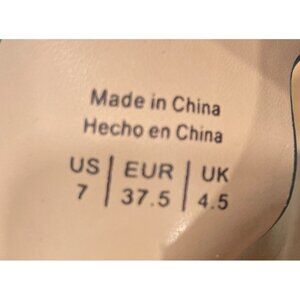 Made in China
Hecho en China
US | EUR | UK
7 | 37.5 | 4.5